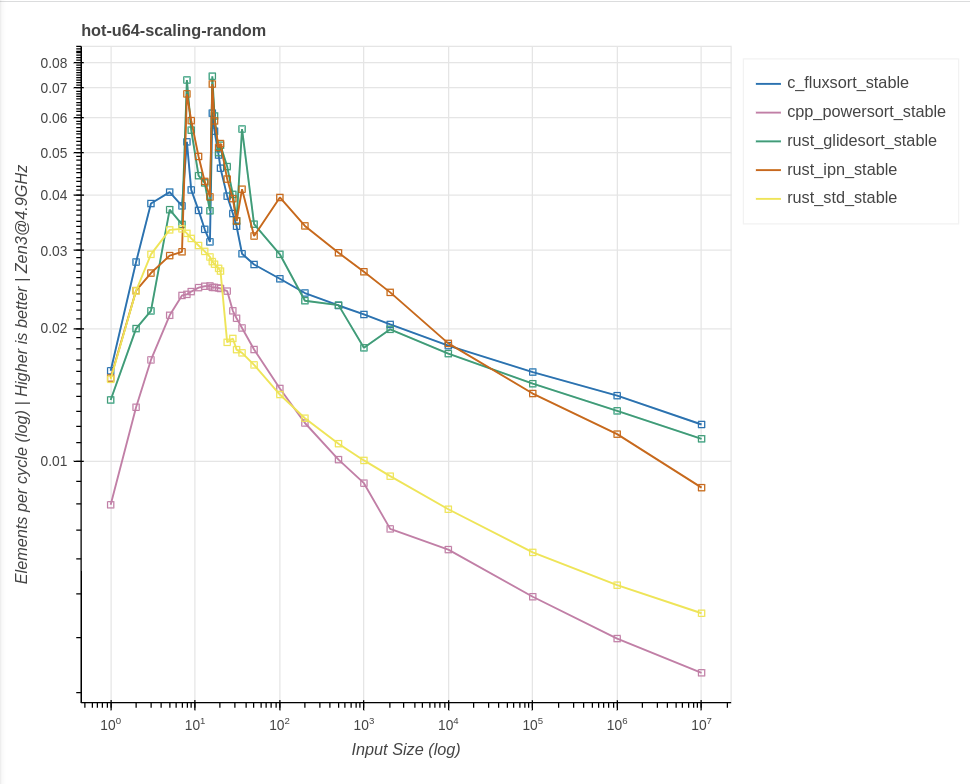 hot-u64-scaling-random
Elements per cycle (log) | Higher is better | Zen3@4.9GHz
0.08
0.07
0.06
0.05
0.04
0.03
0.02
0.01
10⁰
10¹
10²
10³
10⁴
10⁵
10⁶
10⁷
Input Size (log)
c_fluxsort_stable
cpp_powersort_stable
rust_glidesort_stable
rust_ipn_stable
rust_std_stable